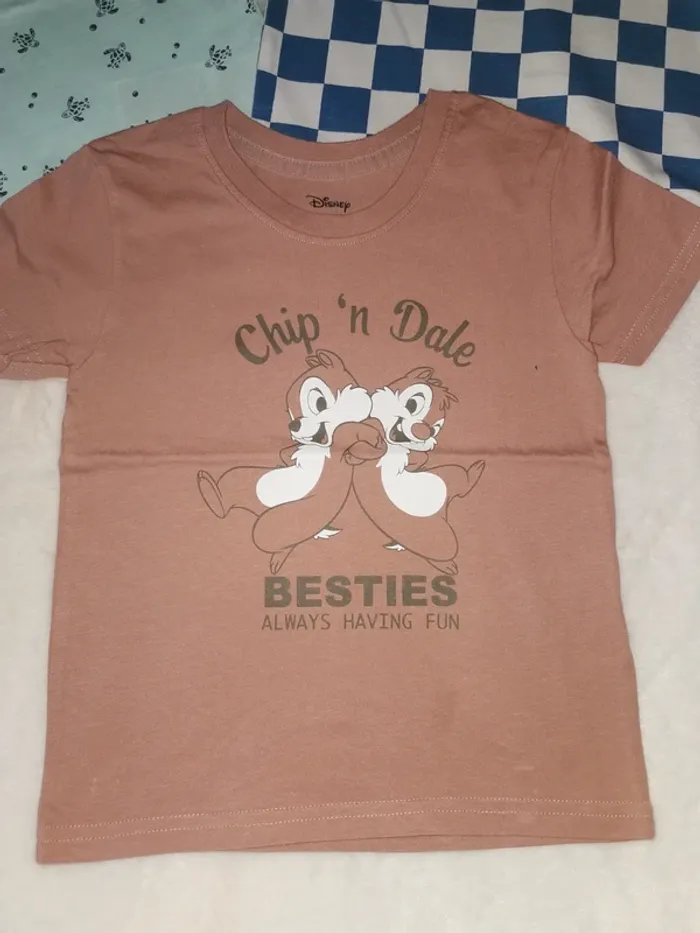 Disney
Chip 'n Dale
BESTIES
ALWAYS HAVING FUN